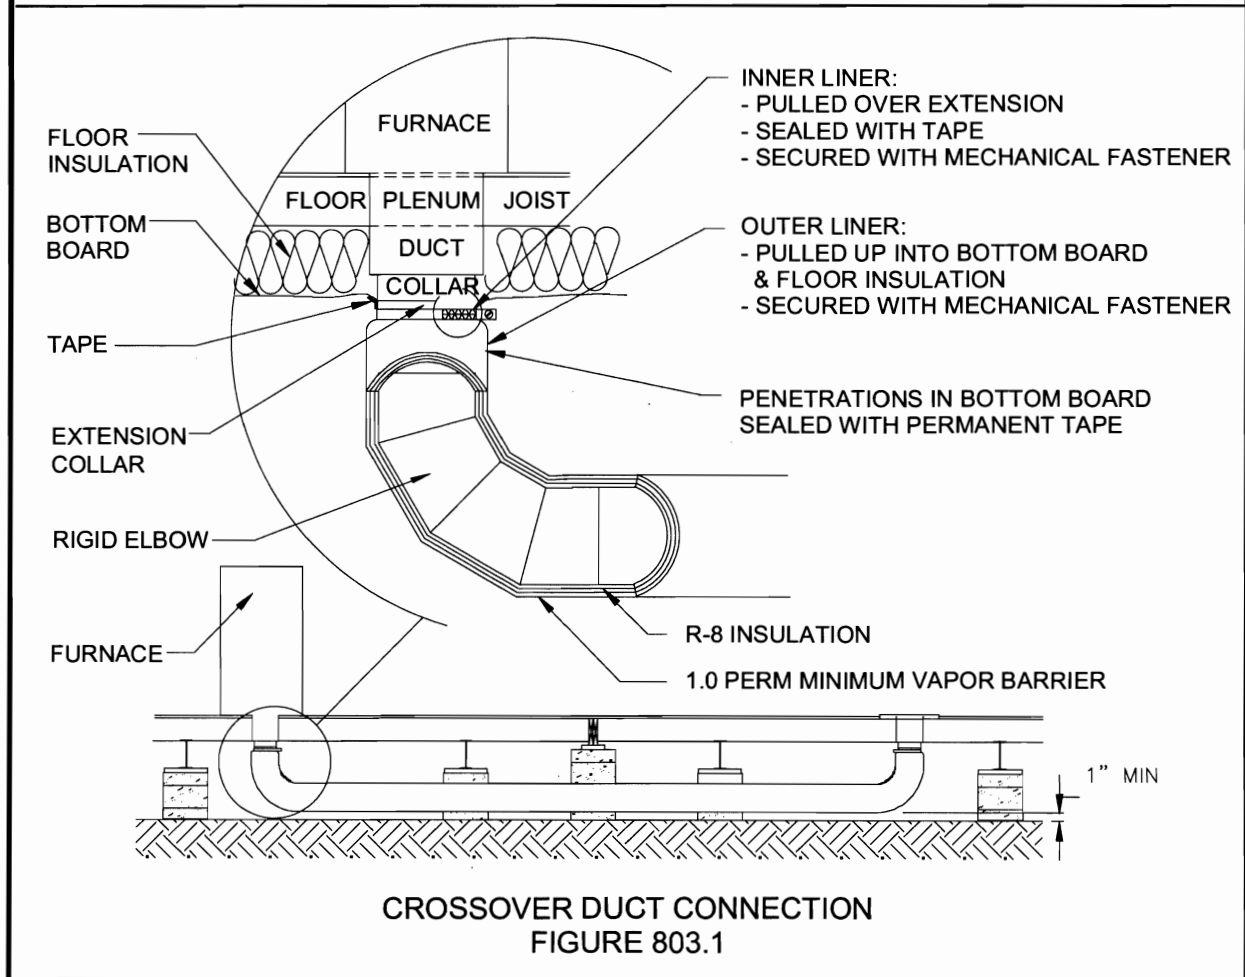 FURNACE
FLOOR
INSULATION
FLOOR PLENUM JOIST
BOTTOM
BOARD
DUCT
COLLAR
TAPE
EXTENSION
COLLAR
RIGID ELBOW
INNER LINER:
- PULLED OVER EXTENSION
- SEALED WITH TAPE
- SECURED WITH MECHANICAL FASTENER
OUTER LINER:
- PULLED UP INTO BOTTOM BOARD
& FLOOR INSULATION
- SECURED WITH MECHANICAL FASTENER
PENETRATIONS IN BOTTOM BOARD
SEALED WITH PERMANENT TAPE
R-8 INSULATION
1.0 PERM MINIMUM VAPOR BARRIER
FURNACE
1" MIN
CROSSOVER DUCT CONNECTION
FIGURE 803.1